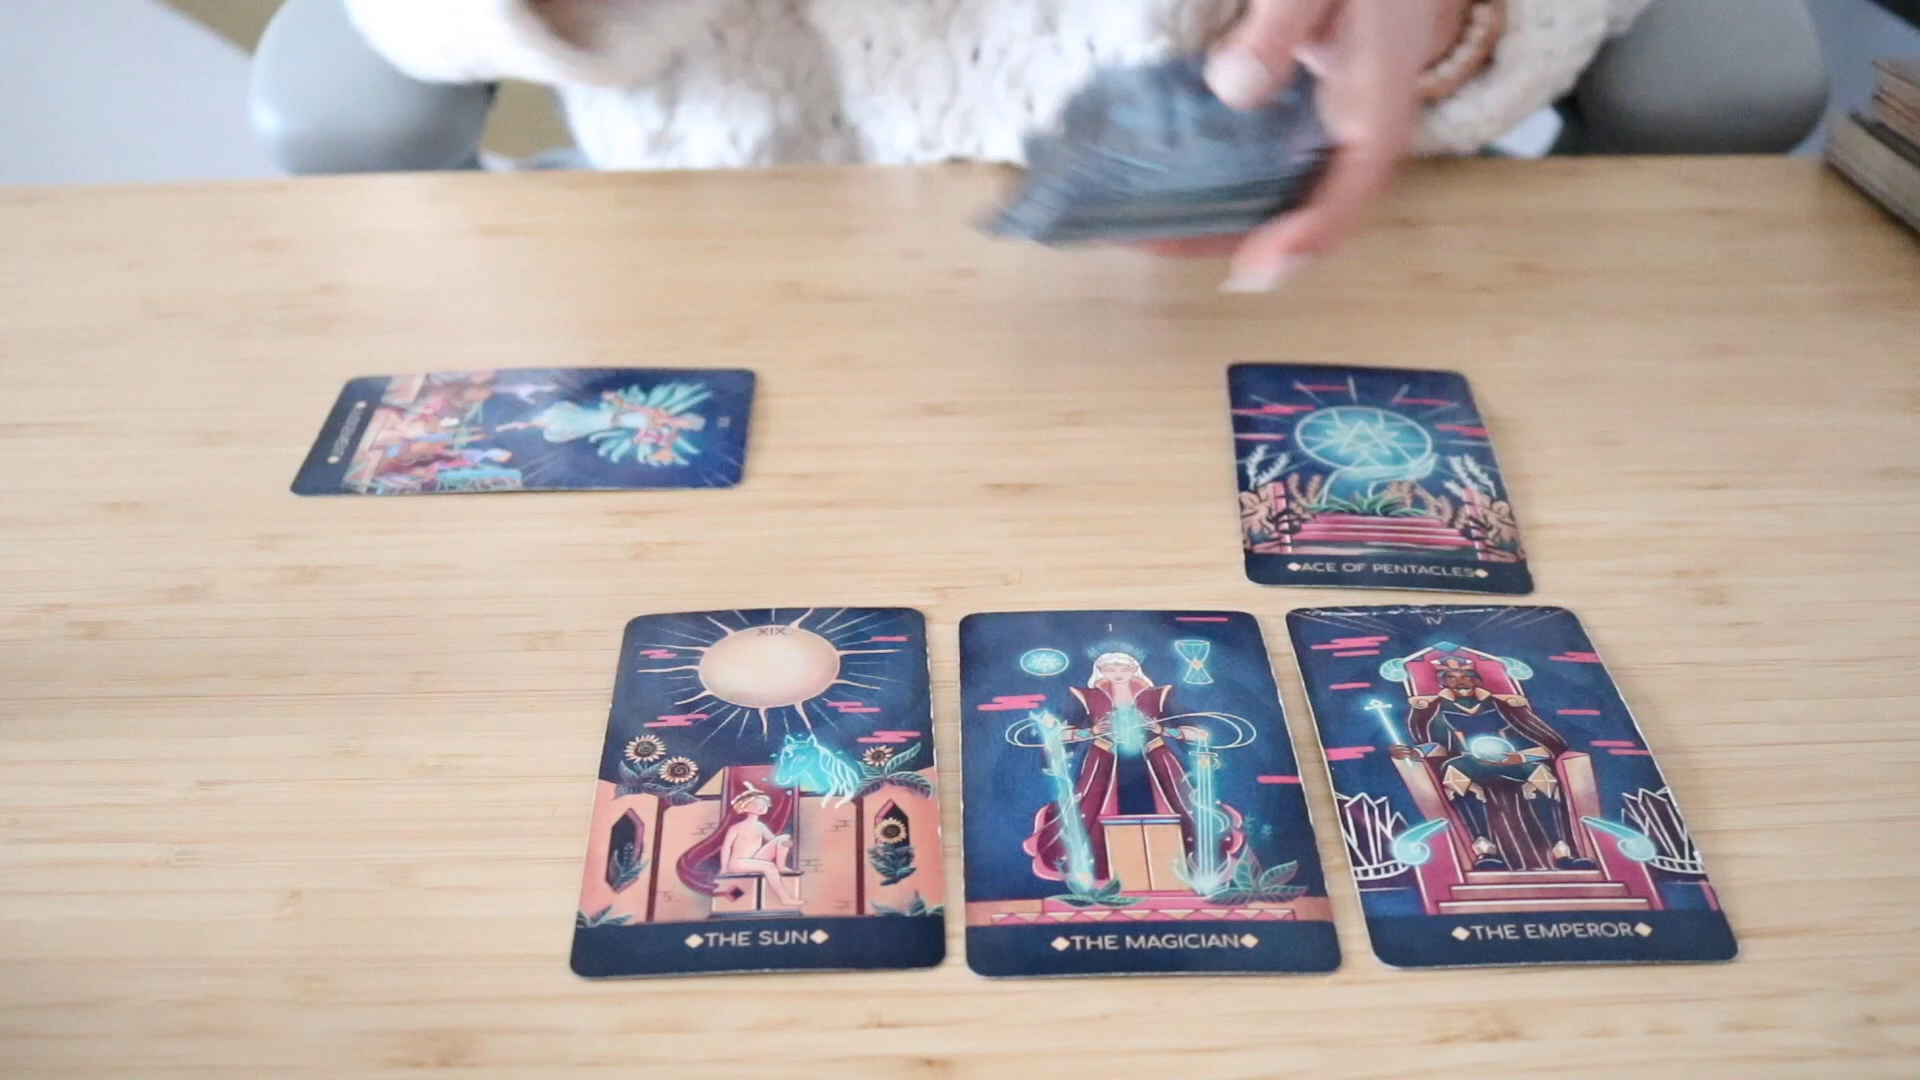 ◆ACE OF PENTACLES◆
XIX
◆THE SUN◆
I
◆THE MAGICIAN◆
IV
◆THE EMPEROR◆